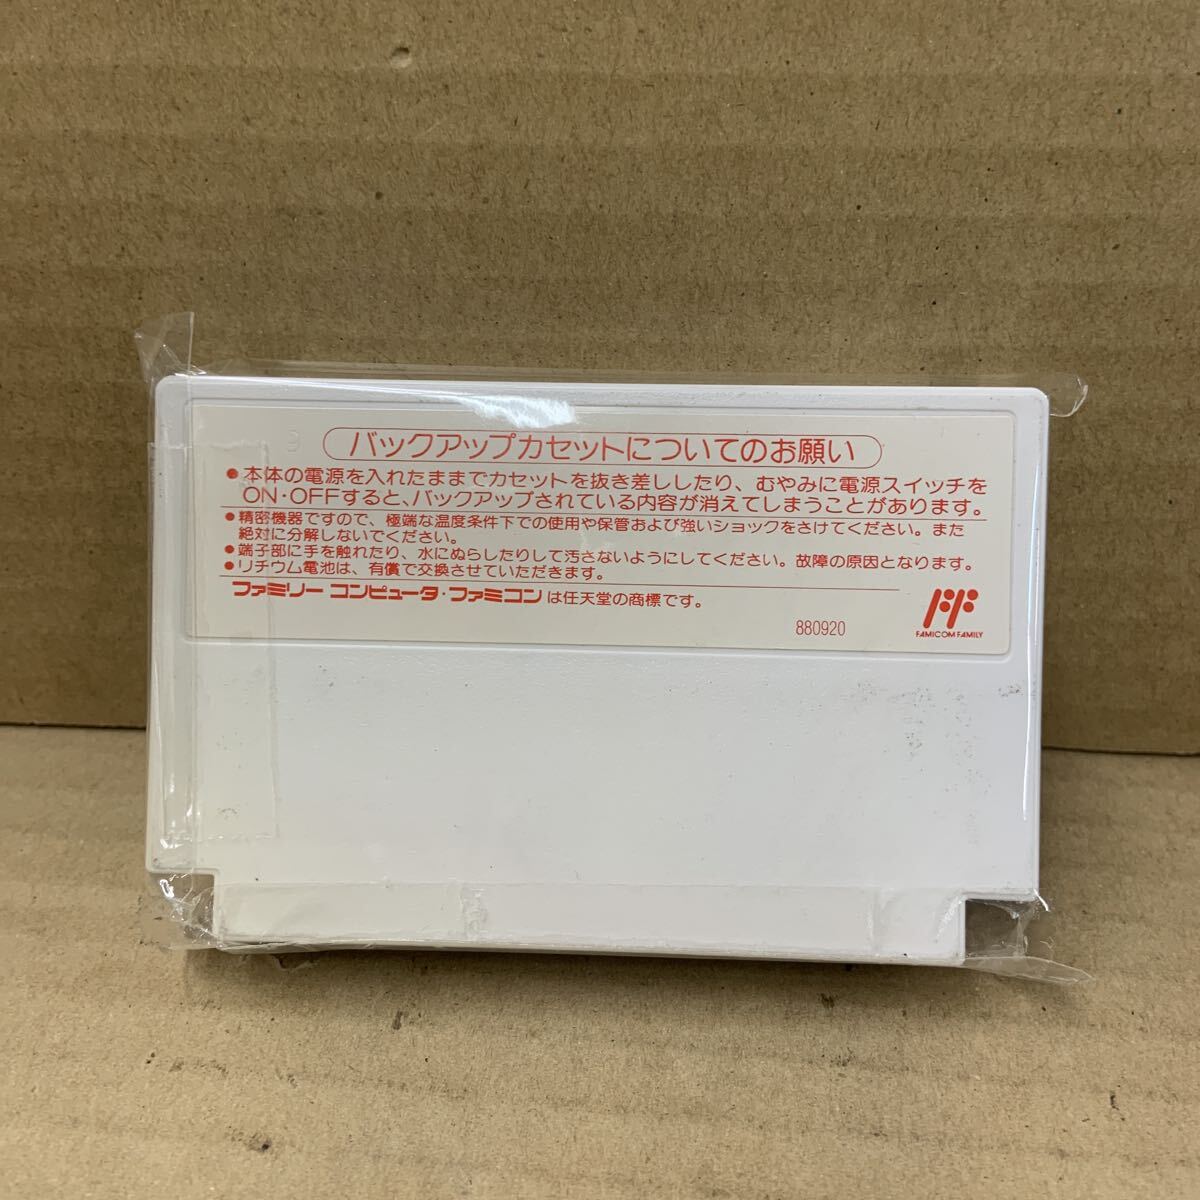 バックアップカセットについてのお願い
●本体の電源を入れたままでカセットを抜き差ししたり、むやみに電源スイッチを
ON・OFFすると、バックアップされている内容が消えてしまうことがあります。
●精密機器ですので、極端な温度条件下での使用や保管および強いショックをさけてください。また
絶対に分解しないでください。
●端子部に手を触れたり、水にぬらしたりして汚さないようにしてください。故障の原因となります。
●リチウム電池は、有償で交換させていただきます。
ファミリー コンピュータ・ファミコン は任天堂の商標です。
880920
FAMICOM FAMILY